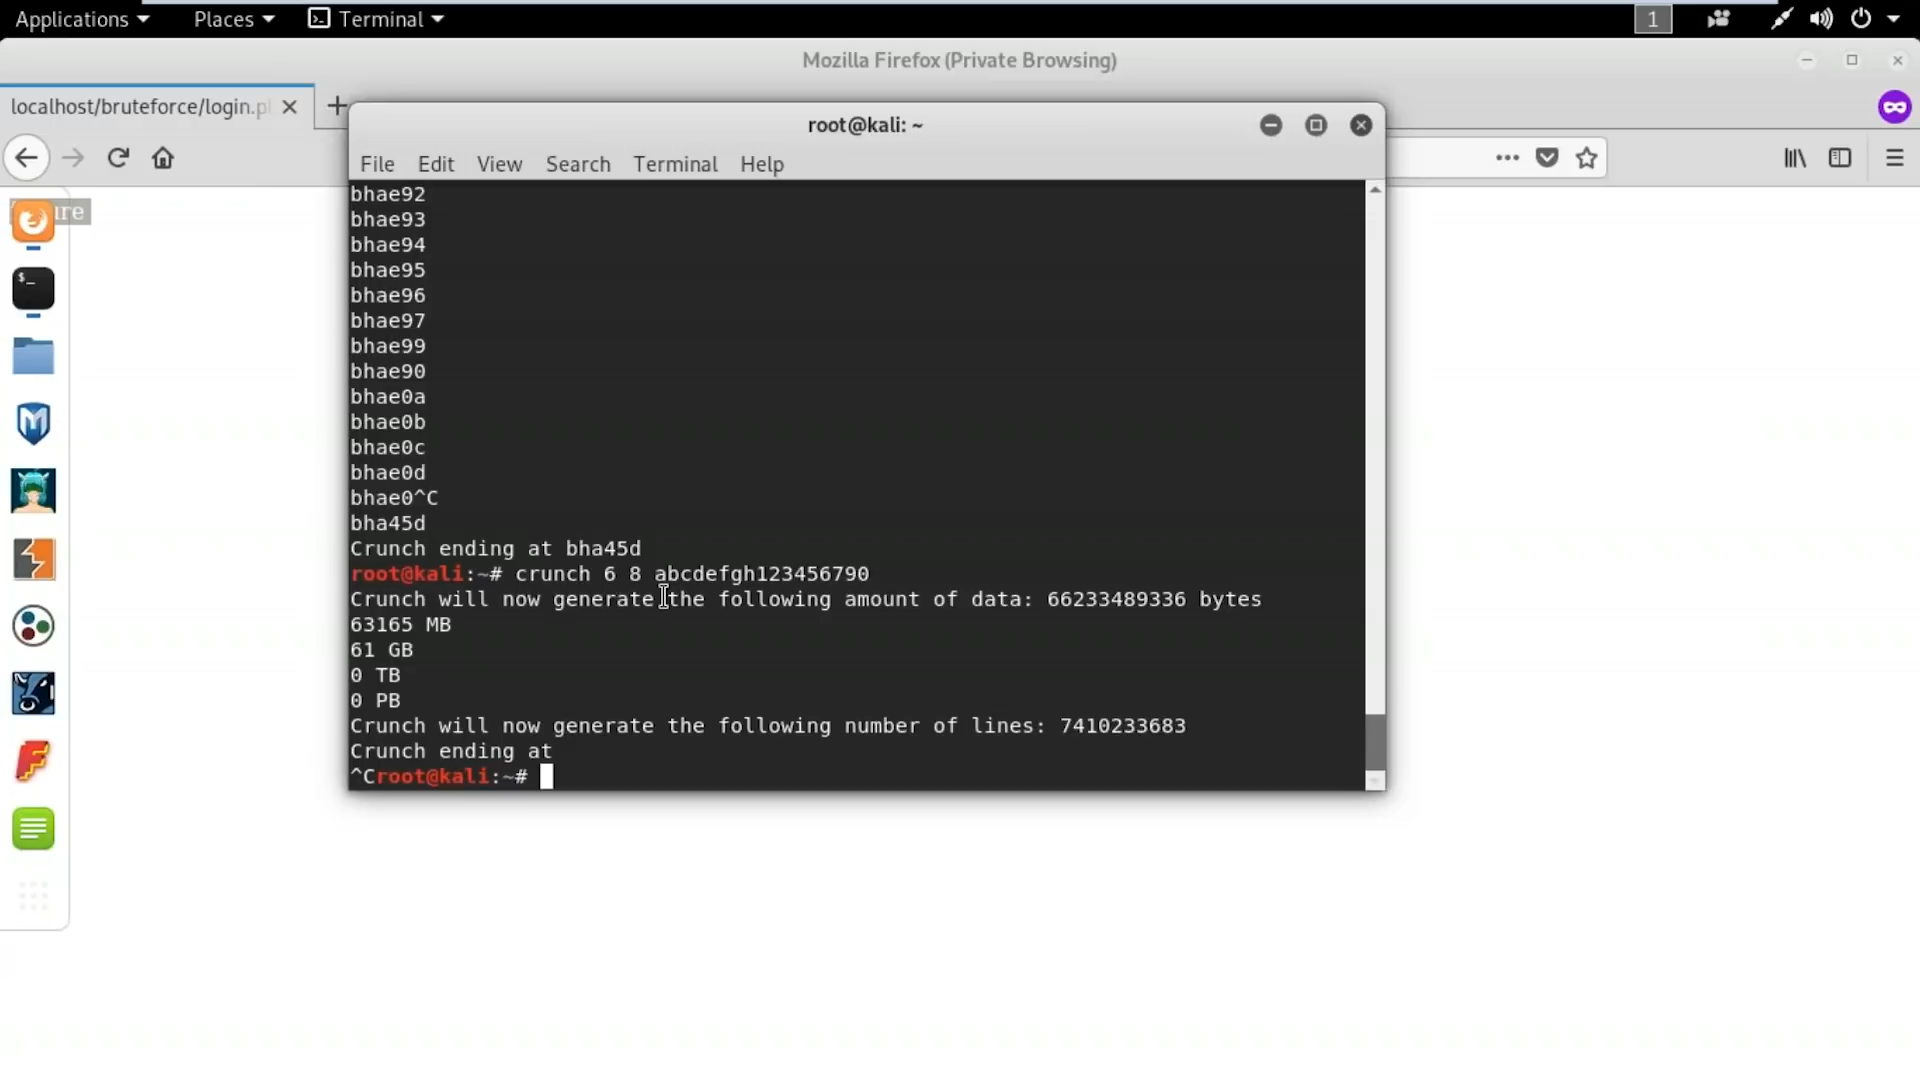 Applications Places Terminal 1
Mozilla Firefox (Private Browsing)
localhost/bruteforce/login.p
root@kali: ~
File Edit View Search Terminal Help
ure
bhae92
bhae93
bhae94
bhae95
bhae96
bhae97
bhae99
bhae90
bhae0a
bhae0b
bhae0c
bhae0d
bhae0^C
bha45d
Crunch ending at bha45d
root@kali:~# crunch 6 8 abcdefgh123456790
Crunch will now generate the following amount of data: 66233489336 bytes
63165 MB
61 GB
0 TB
0 PB
Crunch will now generate the following number of lines: 7410233683
Crunch ending at
^Croot@kali:~#